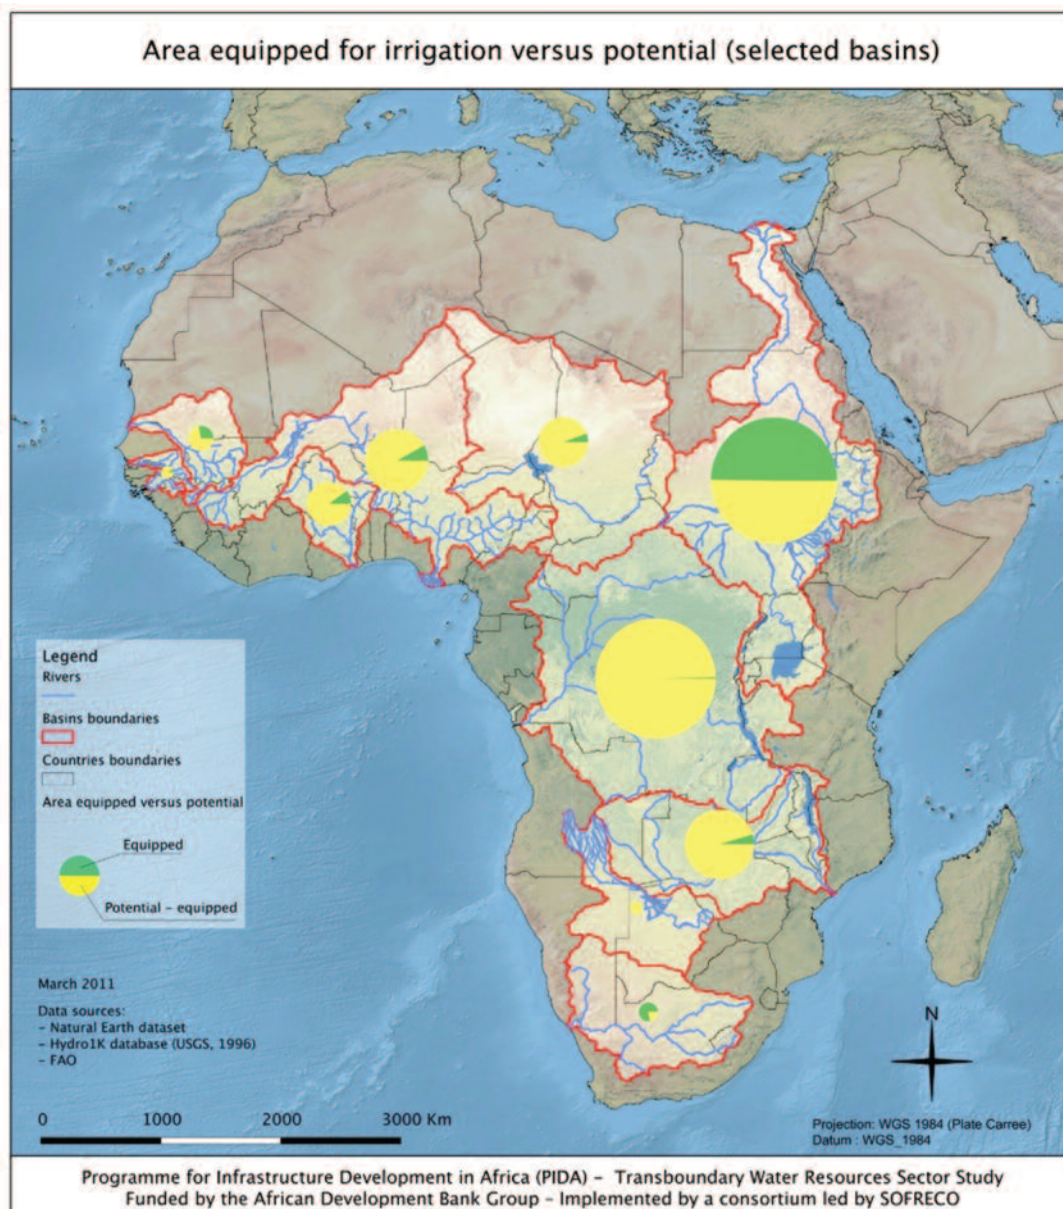 Area equipped for irrigation versus potential (selected basins)
Legend
Rivers
Basins boundaries
Countries boundaries
Area equipped versus potential
Equipped
Potential – equipped
March 2011
Data sources:
– Natural Earth dataset
– Hydro1K database (USGS, 1996)
– FAO
0 1000 2000 3000 Km
N
Projection: WGS 1984 (Plate Carree)
Datum : WGS_1984
Programme for Infrastructure Development in Africa (PIDA) – Transboundary Water Resources Sector Study
Funded by the African Development Bank Group – Implemented by a consortium led by SOFRECO